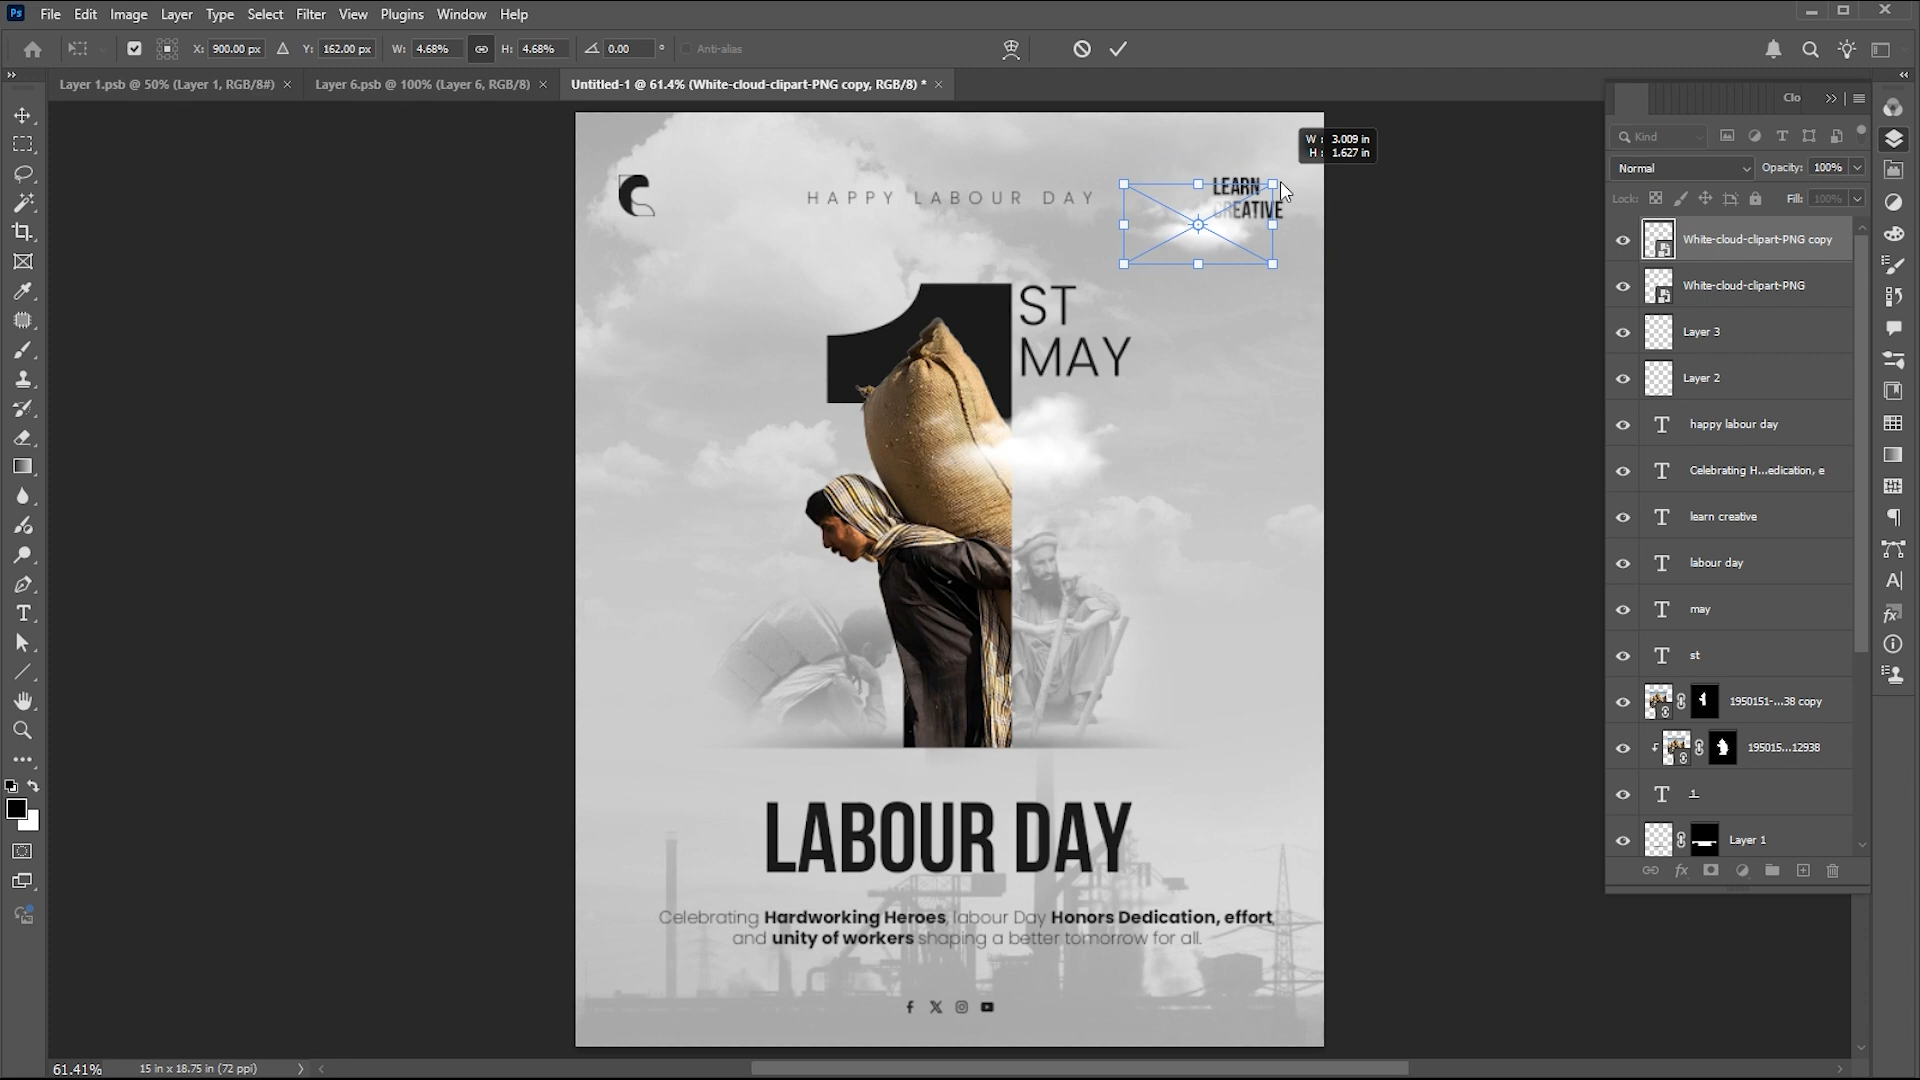 Ps File Edit Image Layer Type Select Filter 3D View Plugins Window Help
X: 900.00 px Y: 162.00 px W: 4.68% H: 4.68% 0.00 ° Anti-alias
Layer 1.psb @ 50% (Layer 1, RGB/8#) × Layer 6.psb @ 100% (Layer 6, RGB/8) × Untitled-1 @ 61.4% (White-cloud-clipart-PNG copy, RGB/8) * ×
W : 3.009 in
H : 1.627 in
HAPPY LABOUR DAY
LEARN
CREATIVE
1
ST
MAY
LABOUR DAY
Celebrating Hardworking Heroes, labour Day Honors Dedication, effort
and unity of workers shaping a better tomorrow for all.
Clo
Kind
Normal Opacity: 100%
Lock: Fill: 100%
White-cloud-clipart-PNG copy
White-cloud-clipart-PNG
Layer 3
Layer 2
T happy labour day
T Celebrating H...edication, e
T learn creative
T labour day
T may
T st
1950151-...38 copy
195015...12938
T 1
Layer 1
61.41% 15 in x 18.75 in (72 ppi)